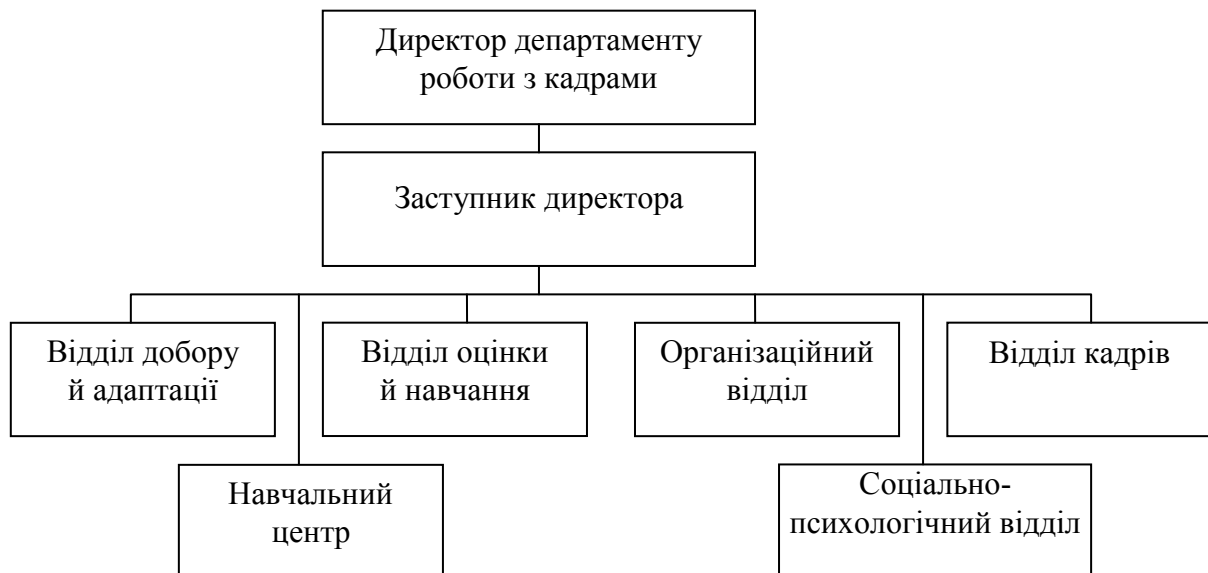 Директор департаменту
роботи з кадрами
Заступник директора
Відділ добору
й адаптації
Відділ оцінки
й навчання
Організаційний
відділ
Відділ кадрів
Навчальний
центр
Соціально-
психологічний відділ